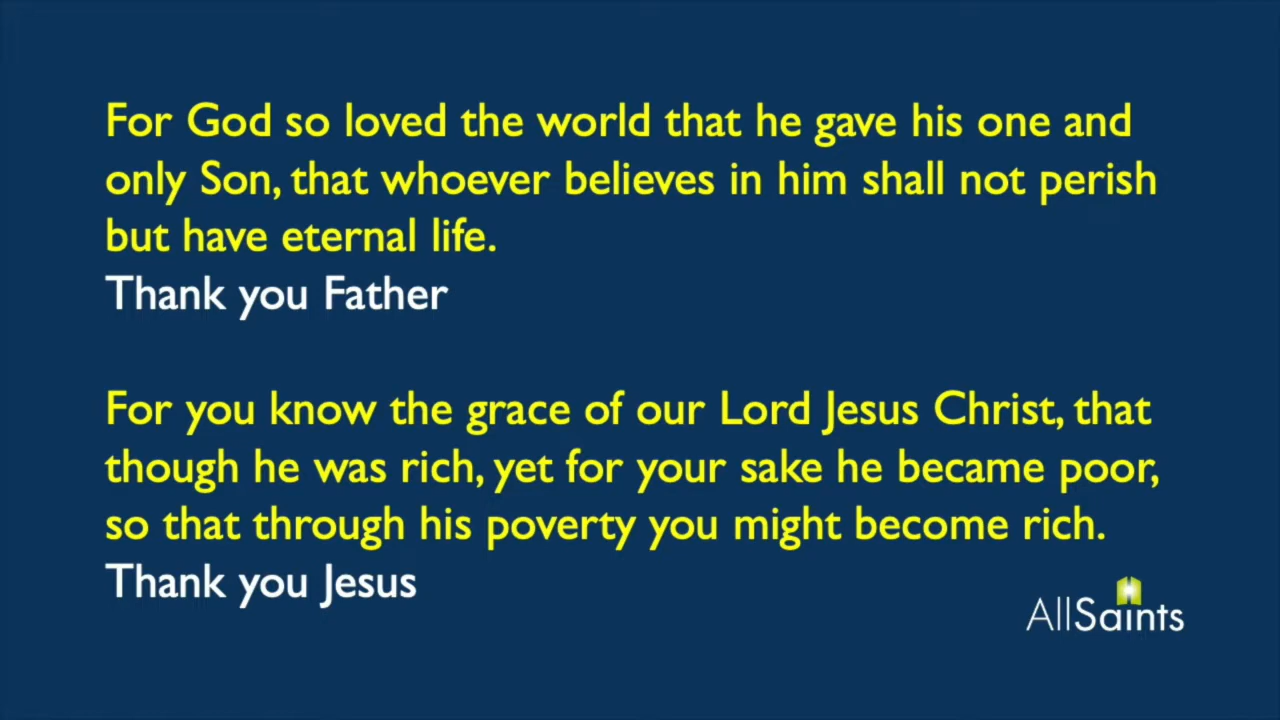 For God so loved the world that he gave his one and
only Son, that whoever believes in him shall not perish
but have eternal life.
Thank you Father
For you know the grace of our Lord Jesus Christ, that
though he was rich, yet for your sake he became poor,
so that through his poverty you might become rich.
Thank you Jesus
AllSaints